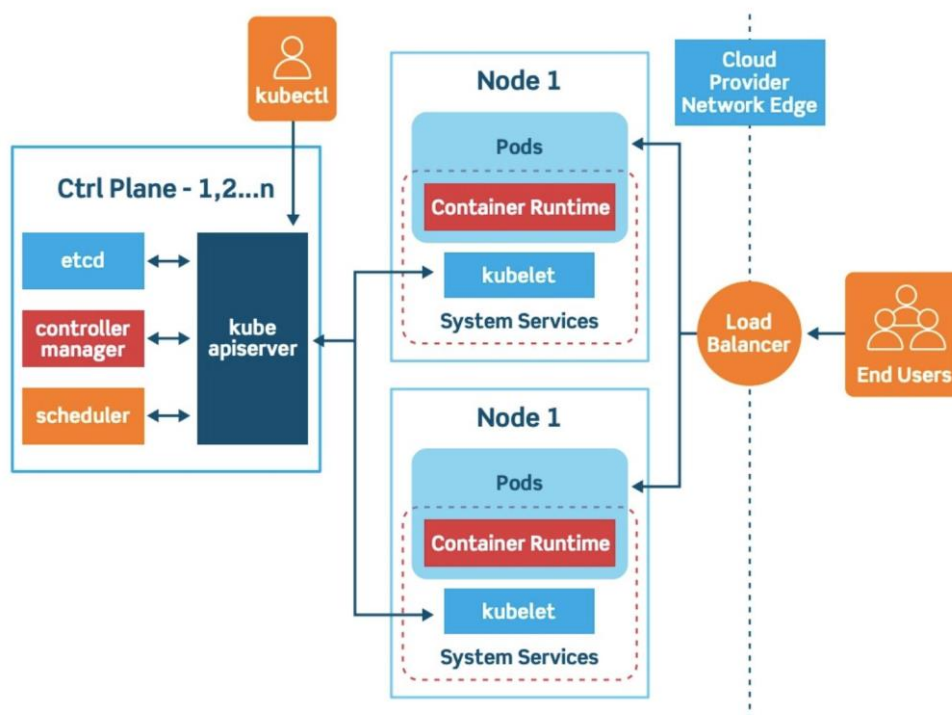 kubectl
Ctrl Plane - 1,2...n
etcd
controller
manager
scheduler
kube
apiserver
Node 1
Pods
Container Runtime
kubelet
System Services
Node 1
Pods
Container Runtime
kubelet
System Services
Cloud
Provider
Network Edge
Load
Balancer
End Users